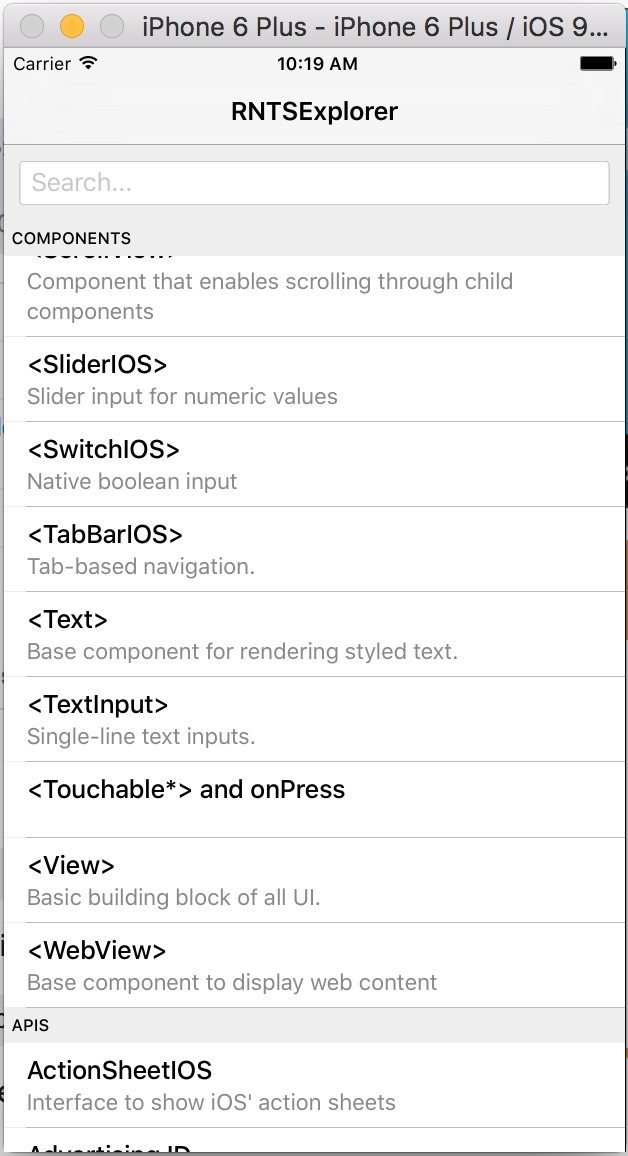 iPhone 6 Plus - iPhone 6 Plus / iOS 9...
Carrier 10:19 AM
RNTSExplorer
Search...
COMPONENTS
<ScrollView>
Component that enables scrolling through child
components
<SliderIOS>
Slider input for numeric values
<SwitchIOS>
Native boolean input
<TabBarIOS>
Tab-based navigation.
<Text>
Base component for rendering styled text.
<TextInput>
Single-line text inputs.
<Touchable*> and onPress
<View>
Basic building block of all UI.
<WebView>
Base component to display web content
APIS
ActionSheetIOS
Interface to show iOS' action sheets
Advertising ID